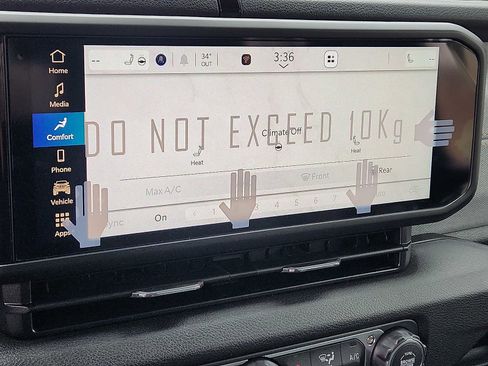 Home
Media
Comfort
Phone
Vehicle
Apps
--
34°
OUT
3:36
--
DO NOT EXCEED 10Kg
Climate Off
Heat
Heat
Max A/C
Front
Rear
Sync
On
1 2 3 4 5 6 7